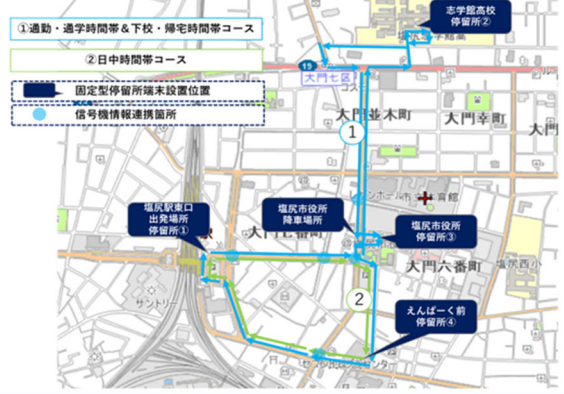 ①通勤・通学時間帯＆下校・帰宅時間帯コース
②日中時間帯コース
固定型停留所端末設置位置
信号機情報連携箇所
志学館高校
停留所②
19
大門七区
大門並木町
大門幸町
大門
1
塩尻駅東口
出発場所
停留所①
塩尻市役所
降車場所
塩尻市役所
停留所③
大門六番町
塩尻西小
サントリー
2
えんぱーく前
停留所④